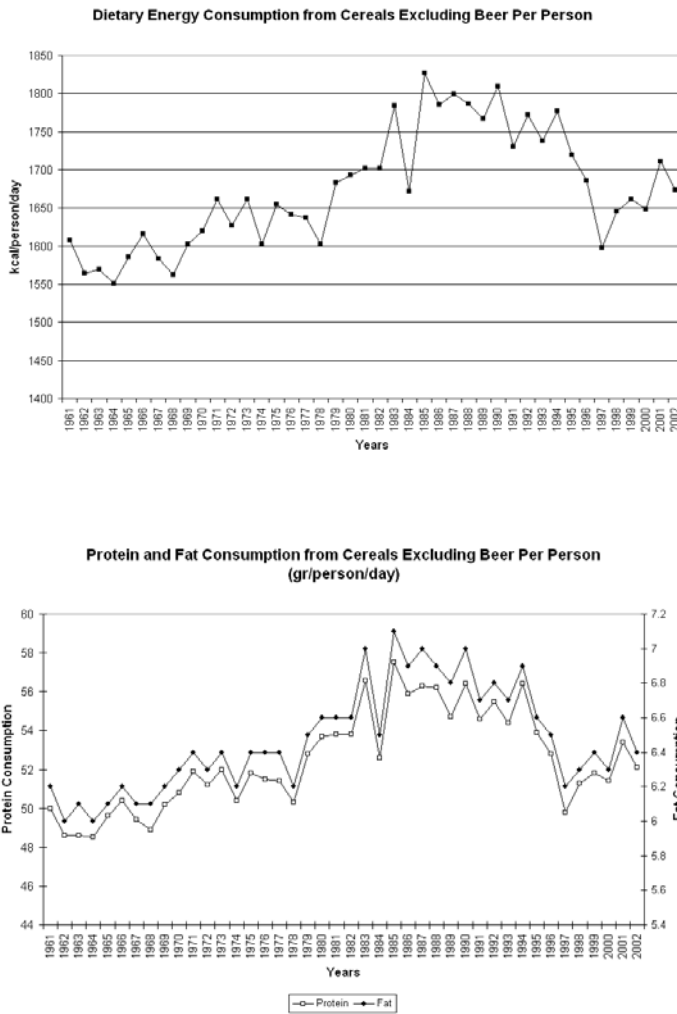 Dietary Energy Consumption from Cereals Excluding Beer Per Person
1850
1800
1750
1700
1650
1600
1550
1500
1450
1400
kcal/person/day
1961 1962 1963 1964 1965 1966 1967 1968 1969 1970 1971 1972 1973 1974 1975 1976 1977 1978 1979 1980 1981 1982 1983 1984 1985 1986 1987 1988 1989 1990 1991 1992 1993 1994 1995 1996 1997 1998 1999 2000 2001 2002
Years
Protein and Fat Consumption from Cereals Excluding Beer Per Person
(gr/person/day)
60
58
56
54
52
50
48
46
44
Protein Consumption
7.2
7
6.8
6.6
6.4
6.2
6
5.8
5.6
5.4
Fat Consumption
1961 1962 1963 1964 1965 1966 1967 1968 1969 1970 1971 1972 1973 1974 1975 1976 1977 1978 1979 1980 1981 1982 1983 1984 1985 1986 1987 1988 1989 1990 1991 1992 1993 1994 1995 1996 1997 1998 1999 2000 2001 2002
Years
Protein Fat